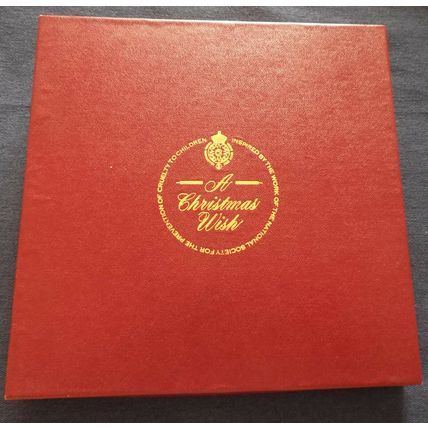 INSPIRED BY THE WORK OF THE NATIONAL SOCIETY FOR THE PREVENTION OF CRUELTY TO CHILDREN
A
Christmas
Wish